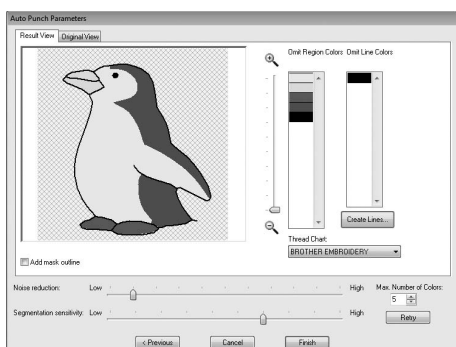 Auto Punch Parameters
Result View Original View
Omit Region Colors Omit Line Colors
Create Lines...
Thread Chart:
BROTHER EMBROIDERY
Add mask outline
Noise reduction: Low High Max. Number of Colors:
5
Segmentation sensitivity: Low High Retry
< Previous Cancel Finish